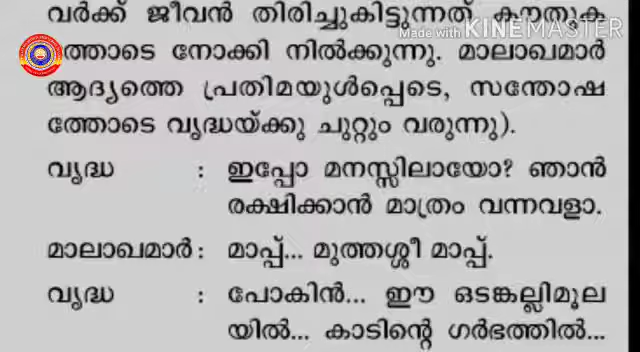 വർക്ക് ജീവൻ തിരിച്ചുകിട്ടുന്നത് കൗതുക
Made with KINEMASTER
ത്തോടെ നോക്കി നിൽക്കുന്നു. മാലാഖമാർ
ആദ്യത്തെ പ്രതിമയുൾപ്പെടെ, സന്തോഷ
ത്തോടെ വൃദ്ധയ്ക്കു ചുറ്റും വരുന്നു).
വൃദ്ധ : ഇപ്പോ മനസ്സിലായോ? ഞാൻ
രക്ഷിക്കാൻ മാത്രം വന്നവളാ.
മാലാഖമാർ : മാപ്പ്... മുത്തശ്ശീ മാപ്പ്.
വൃദ്ധ : പോകിൻ... ഈ ഒടങ്കല്ലിമൂല
യിൽ... കാടിന്റെ ഗർഭത്തിൽ...